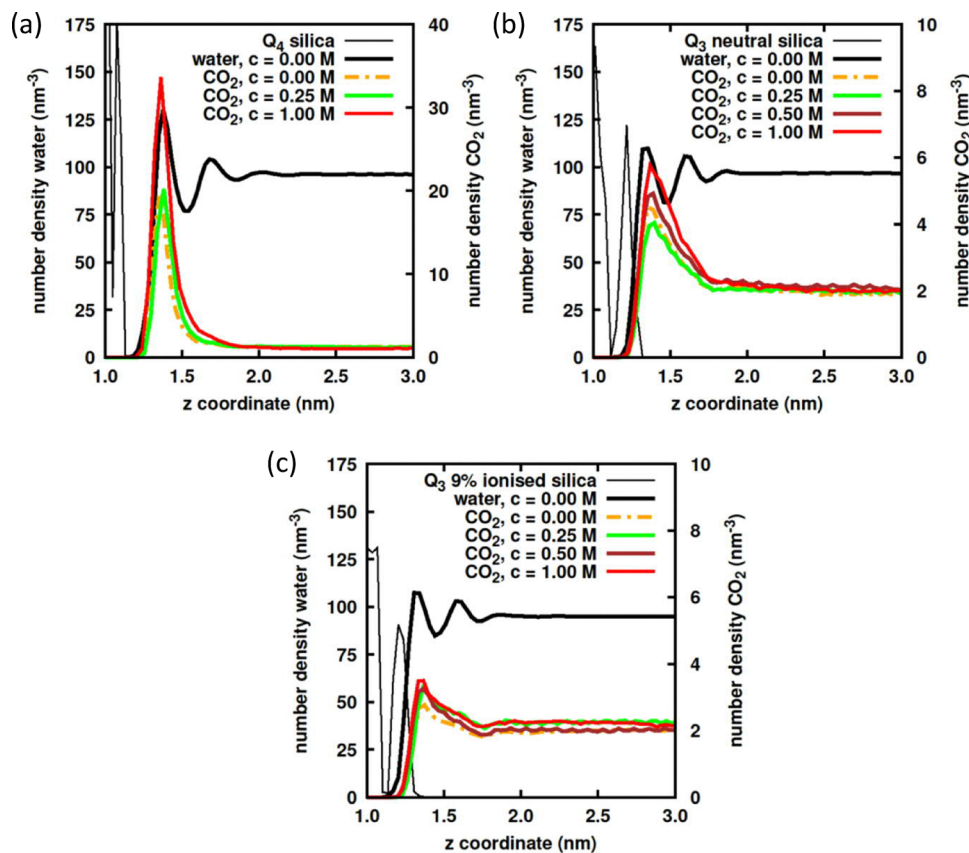 (a)
175
150
125
100
75
50
25
0
number density water (nm⁻³)
Q₄ silica
water, c = 0.00 M
CO₂, c = 0.00 M
CO₂, c = 0.25 M
CO₂, c = 1.00 M
40
30
20
10
0
number density CO₂ (nm⁻³)
1.0 1.5 2.0 2.5 3.0
z coordinate (nm)
(b)
175
150
125
100
75
50
25
0
number density water (nm⁻³)
Q₃ neutral silica
water, c = 0.00 M
CO₂, c = 0.00 M
CO₂, c = 0.25 M
CO₂, c = 0.50 M
CO₂, c = 1.00 M
10
8
6
4
2
0
number density CO₂ (nm⁻³)
1.0 1.5 2.0 2.5 3.0
z coordinate (nm)
(c)
175
150
125
100
75
50
25
0
number density water (nm⁻³)
Q₃ 9% ionised silica
water, c = 0.00 M
CO₂, c = 0.00 M
CO₂, c = 0.25 M
CO₂, c = 0.50 M
CO₂, c = 1.00 M
10
8
6
4
2
0
number density CO₂ (nm⁻³)
1.0 1.5 2.0 2.5 3.0
z coordinate (nm)